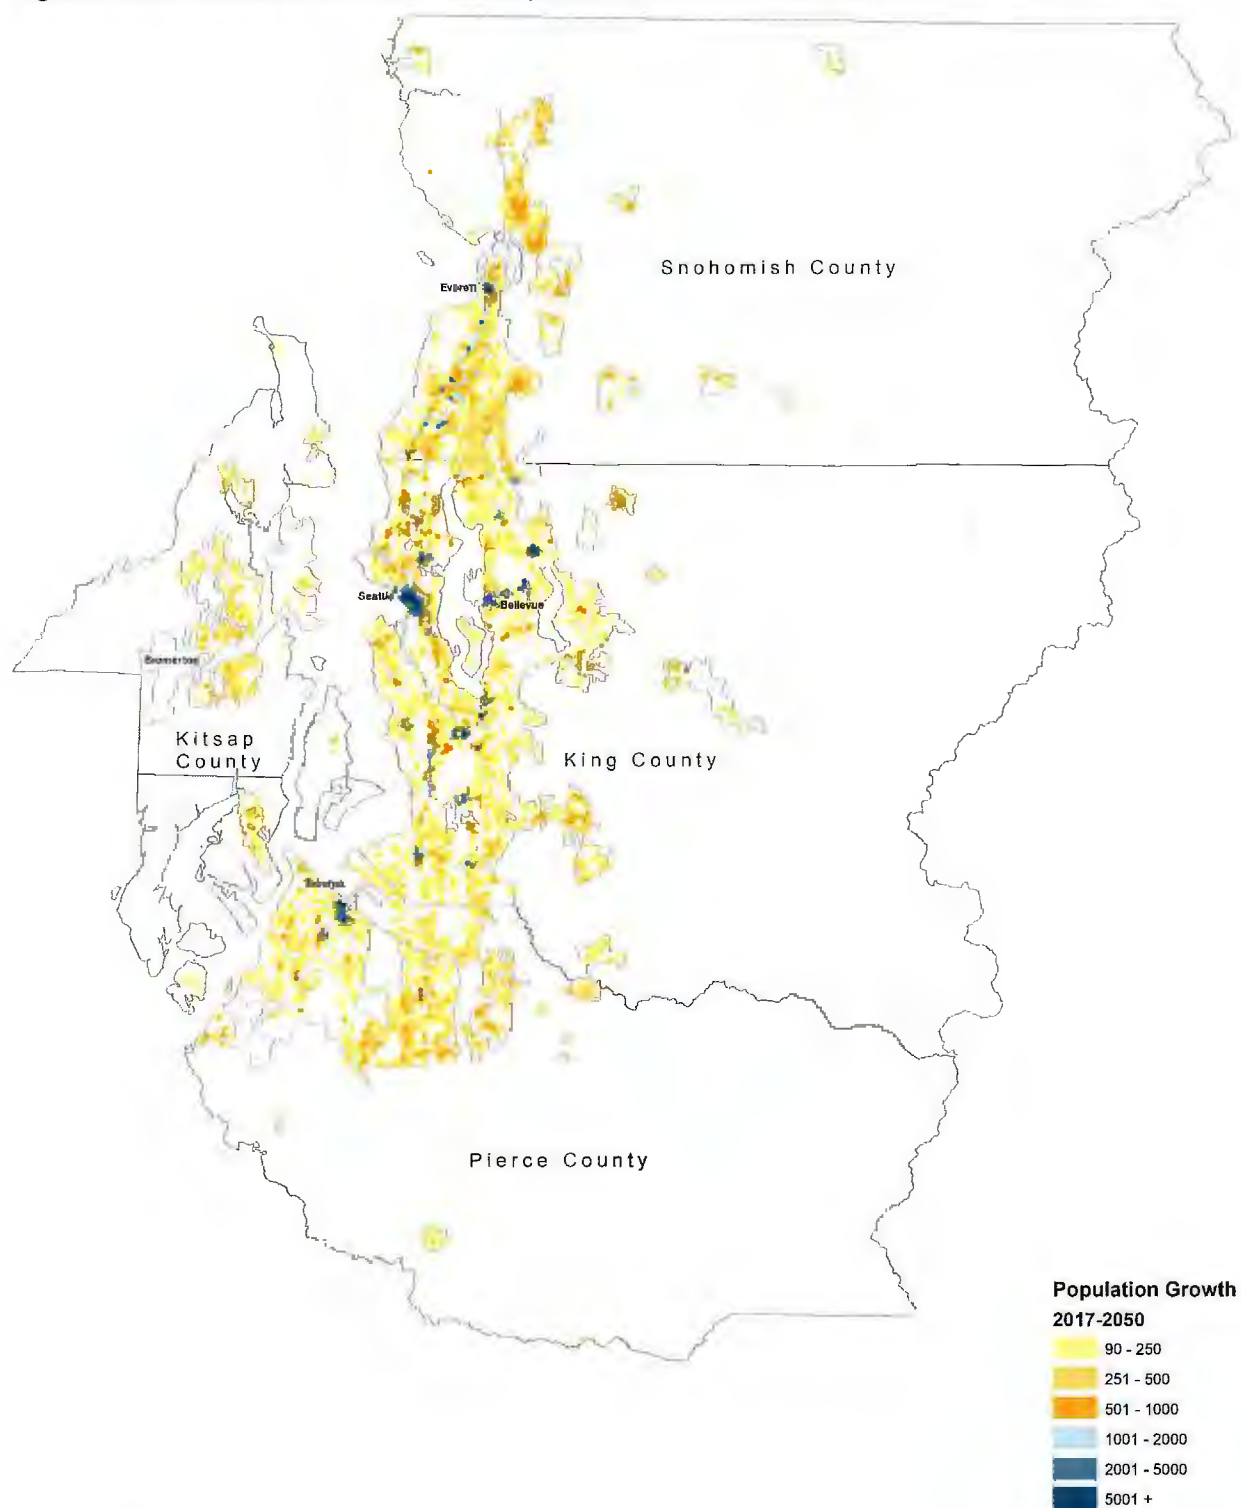 Snohomish County
Everett
Seattle
Bellevue
Bremerton
Kitsap
County
King County
Pierce County
Population Growth
2017-2050
90 - 250
251 - 500
501 - 1000
1001 - 2000
2001 - 5000
5001 +